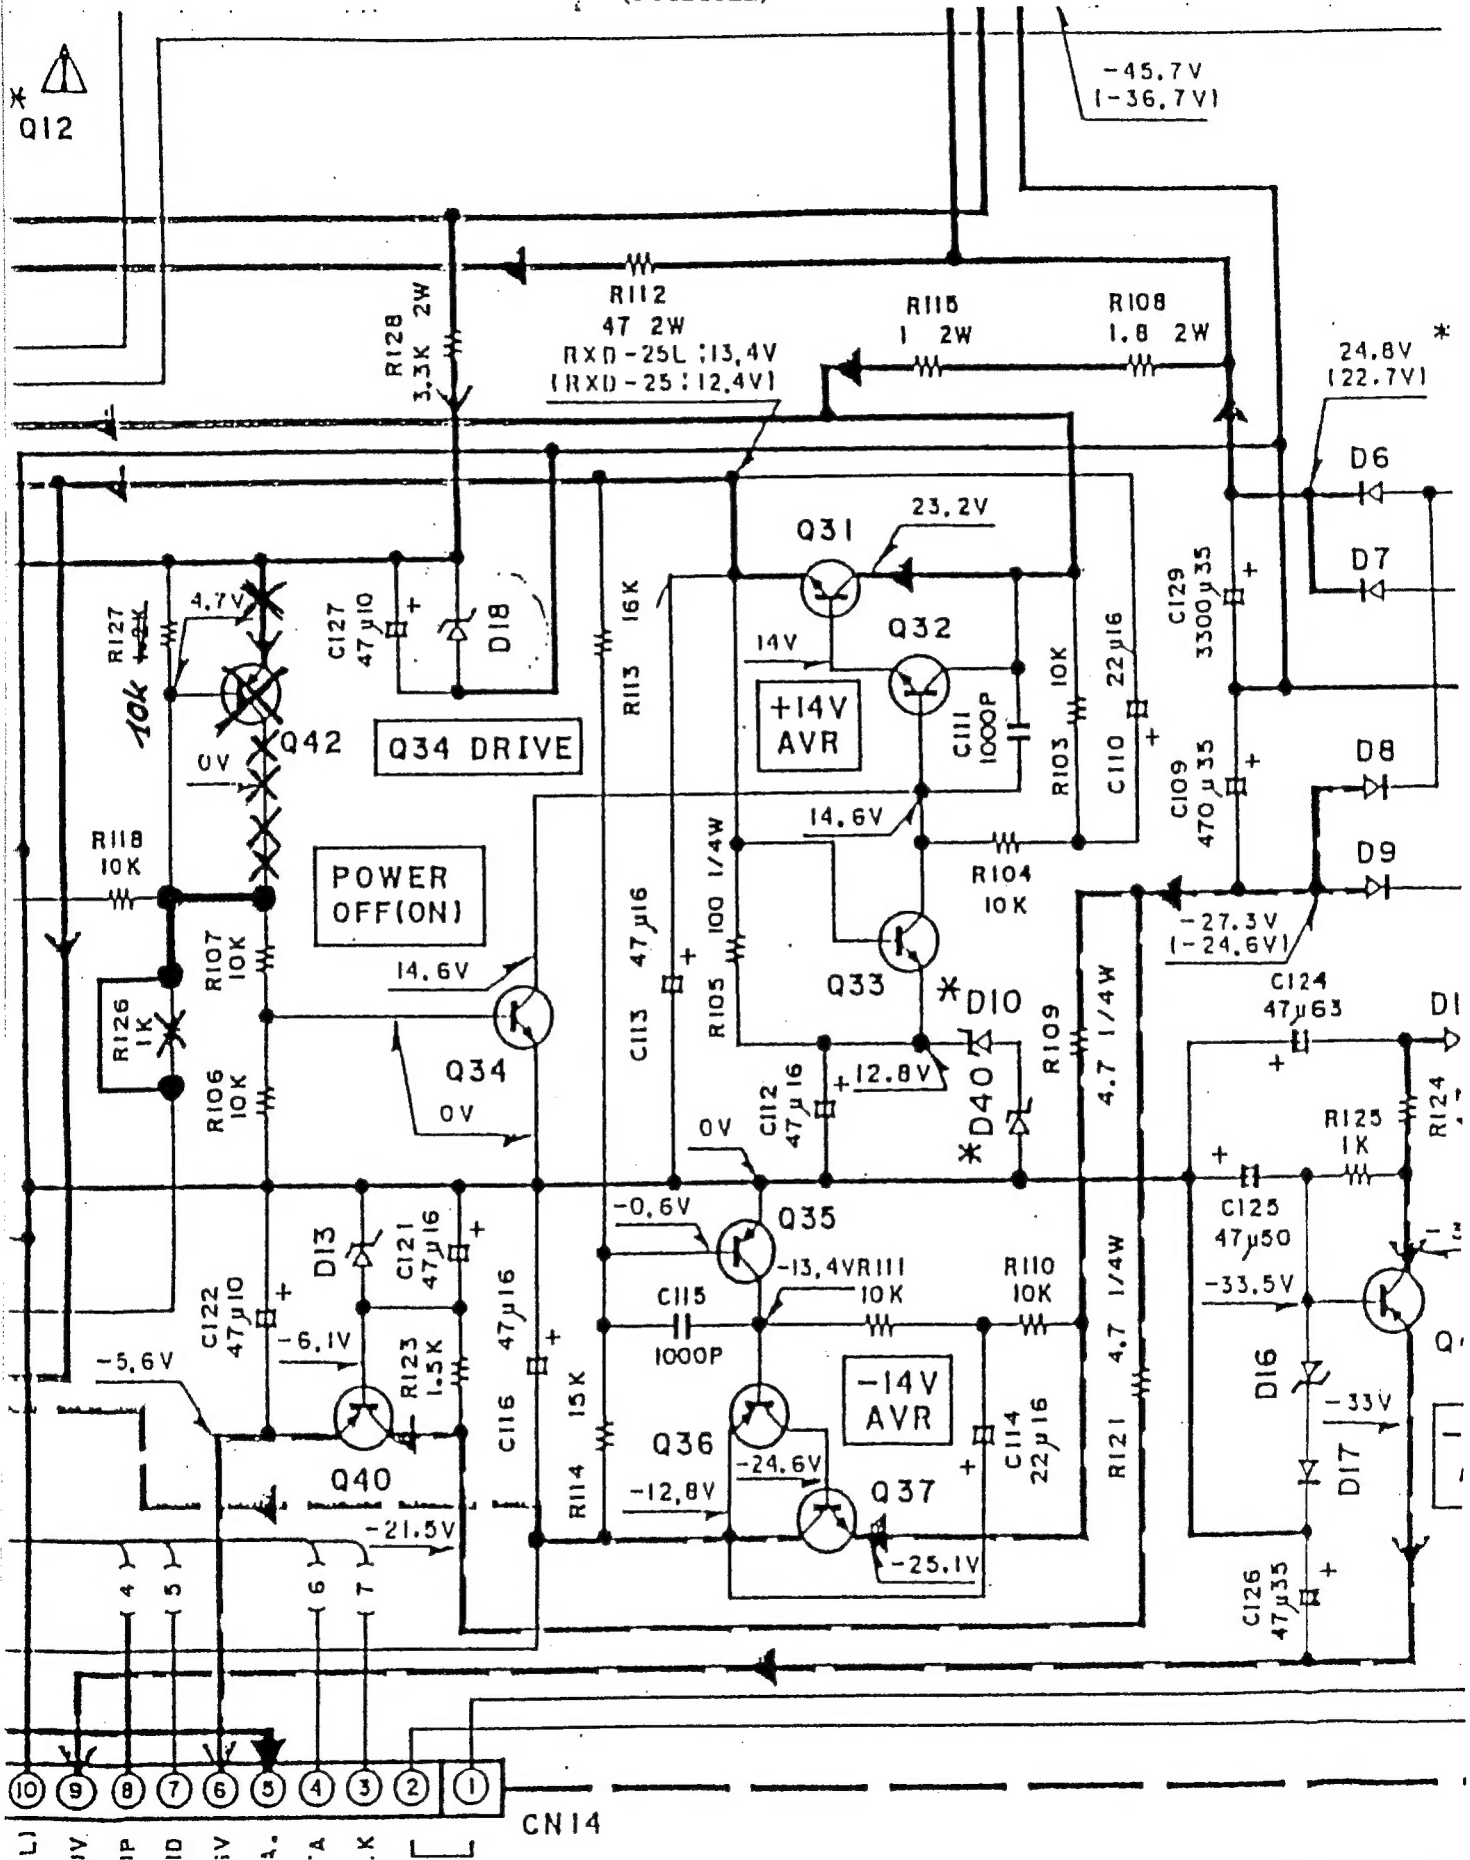 -45.7V
(-36.7V)
*
Q12
R128
3.3K 2W
R112
47 2W
RXD-25L:13.4V
(RXD-25:12.4V)
R115
1 2W
R108
1.8 2W
*
24.8V
(22.7V)
D6
D7
Q31
23.2V
R127
10k
4.7V
C127
47μ10
+
D18
R113 16K
Q32
14V
+14V
AVR
C111
1000P
R103 10K
C110 22μ16
+
C129
3300μ35
+
Q42
0V
Q34 DRIVE
D8
C109
470μ35
+
14.6V
R118
10K
POWER
OFF(ON)
R104
10K
D9
-27.3V
(-24.6V)
R107
10K
14.6V
C113 47μ16
+
R105 100 1/4W
Q33
*
D10
C124
47μ63
+
R126
1K
Q34
R109 4.7 1/4W
12.8V
R106
10K
0V
C112
47μ16
+
D40
*
0V
R125
1K
R124
+
C125
47μ50
-0.6V
Q35
D13
C121
47μ16
+
-13.4V
R111
10K
R110
10K
-33.5V
C122
47μ10
+
C115
1000P
-6.1V
R123
1.5K
C116 47μ16
+
-5.6V
-14V
AVR
D16
-33V
R114 15K
Q36
-24.6V
C114
22μ16
+
R121 4.7 1/4W
D17
Q40
-12.8V
Q37
-21.5V
-25.1V
4
5
6
7
C126
47μ35
+
10 9 8 7 6 5 4 3 2 1
CN14